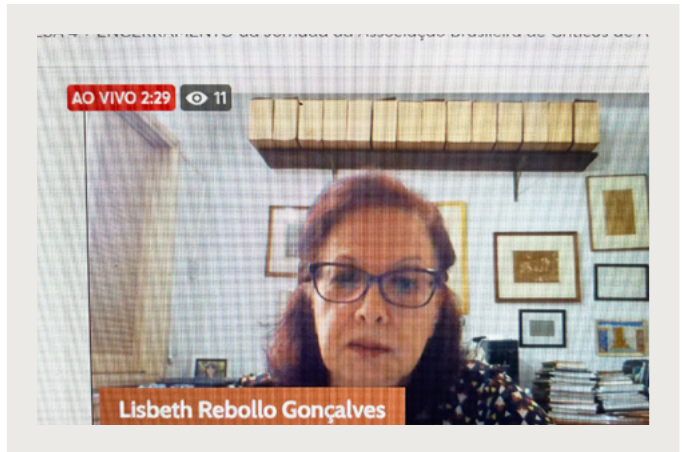 ENCERRAMENTO da Jornada da Associação Brasileira de Críticos de A
AO VIVO 2:29 11
Lisbeth Rebollo Gonçalves